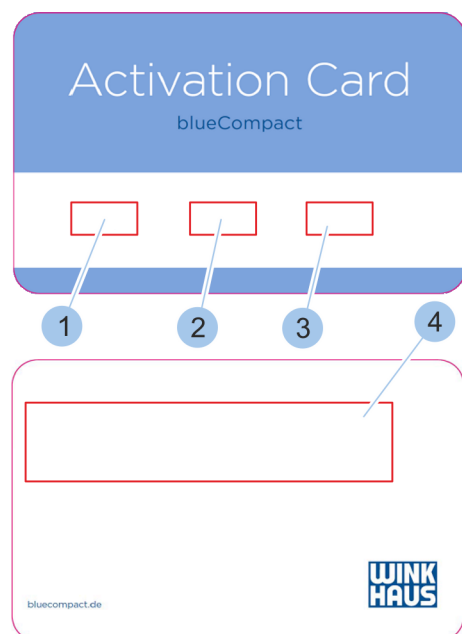 Activation Card
blueCompact
1
2
3
4
bluecompact.de
WINK
HAUS